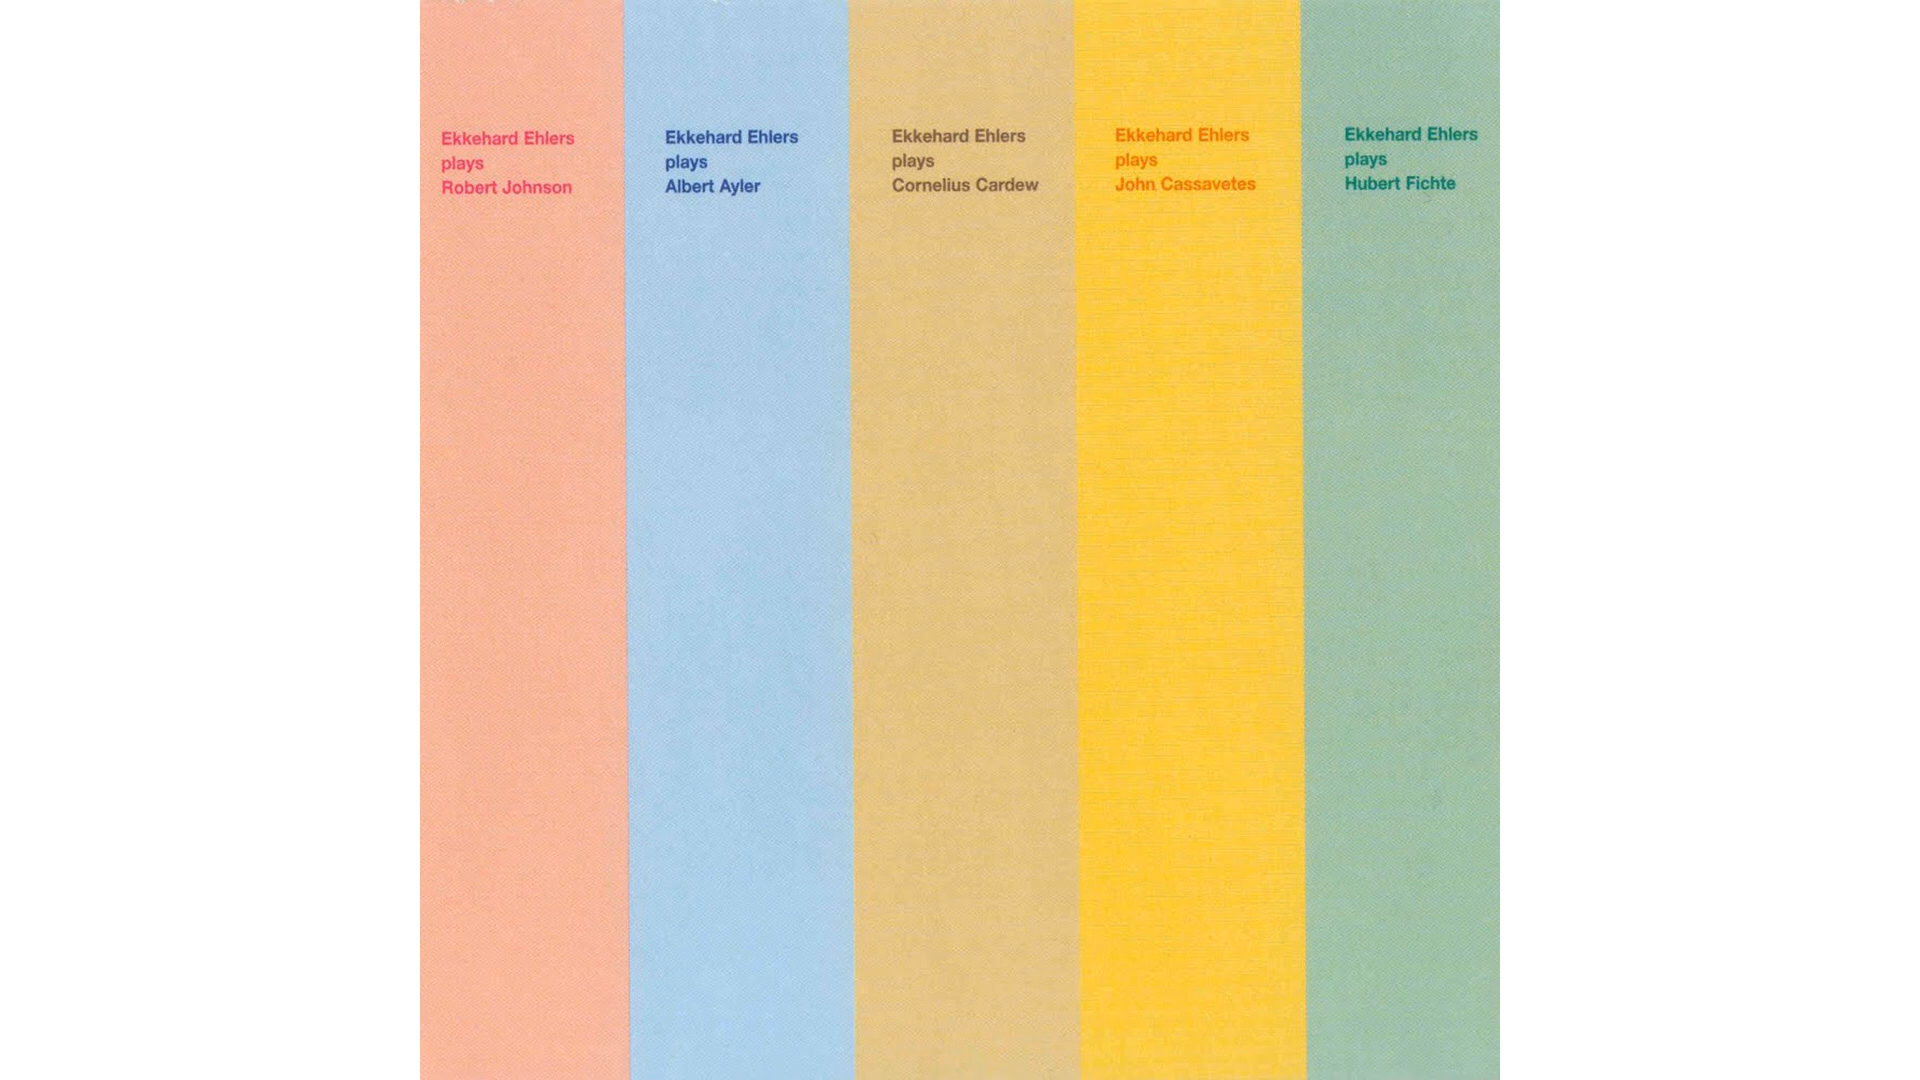 Ekkehard Ehlers
plays
Robert Johnson
Ekkehard Ehlers
plays
Albert Ayler
Ekkehard Ehlers
plays
Cornelius Cardew
Ekkehard Ehlers
plays
John Cassavetes
Ekkehard Ehlers
plays
Hubert Fichte